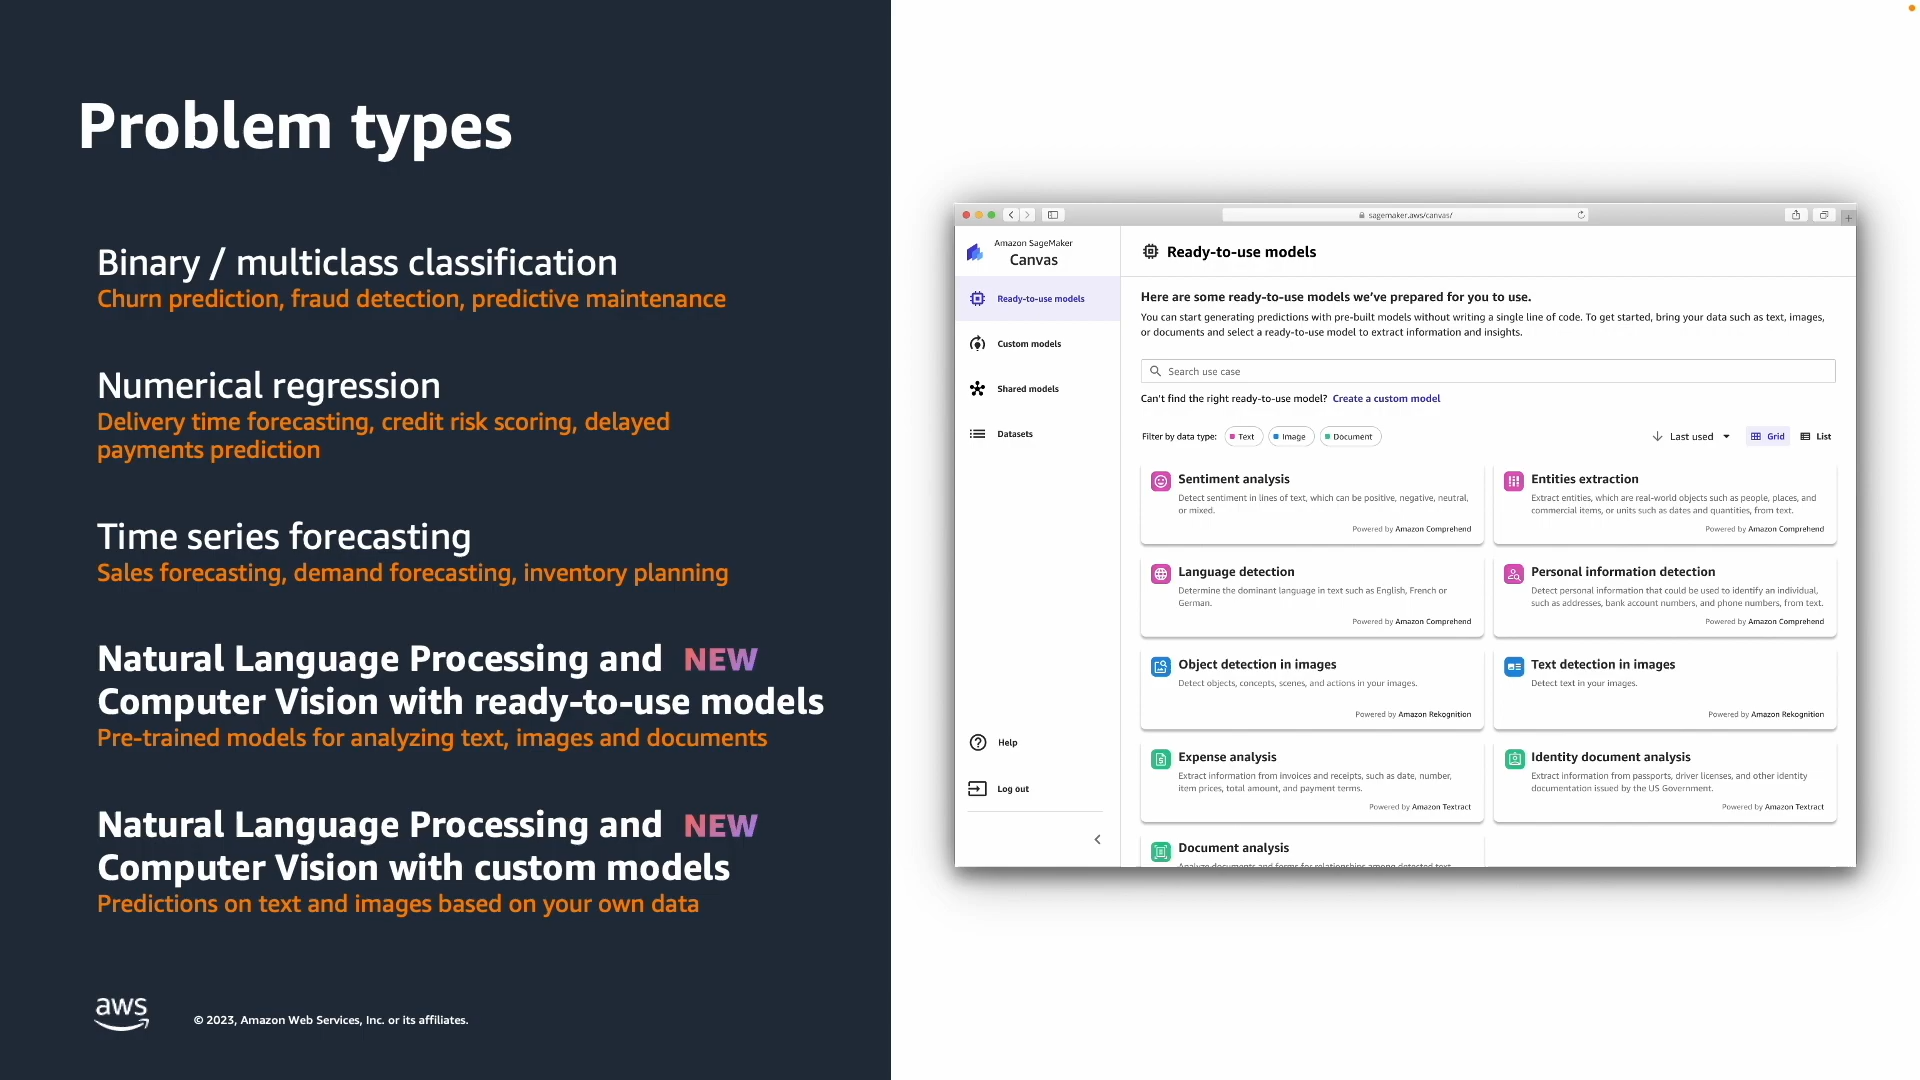 Problem types
Binary / multiclass classification
Churn prediction, fraud detection, predictive maintenance
Numerical regression
Delivery time forecasting, credit risk scoring, delayed
payments prediction
Time series forecasting
Sales forecasting, demand forecasting, inventory planning
Natural Language Processing and NEW
Computer Vision with ready-to-use models
Pre-trained models for analyzing text, images and documents
Natural Language Processing and NEW
Computer Vision with custom models
Predictions on text and images based on your own data
aws
© 2023, Amazon Web Services, Inc. or its affiliates.
sagemaker.aws/canvas/
Amazon SageMaker
Canvas
Ready-to-use models
Custom models
Shared models
Datasets
Help
Log out
Ready-to-use models
Here are some ready-to-use models we’ve prepared for you to use.
You can start generating predictions with pre-built models without writing a single line of code. To get started, bring your data such as text, images,
or documents and select a ready-to-use model to extract information and insights.
Search use case
Can't find the right ready-to-use model? Create a custom model
Filter by data type: Text Image Document Last used Grid List
Sentiment analysis
Detect sentiment in lines of text, which can be positive, negative, neutral,
or mixed.
Powered by Amazon Comprehend
Entities extraction
Extract entities, which are real-world objects such as people, places, and
commercial items, or units such as dates and quantities, from text.
Powered by Amazon Comprehend
Language detection
Determine the dominant language in text such as English, French or
German.
Powered by Amazon Comprehend
Personal information detection
Detect personal information that could be used to identify an individual,
such as addresses, bank account numbers, and phone numbers, from text.
Powered by Amazon Comprehend
Object detection in images
Detect objects, concepts, scenes, and actions in your images.
Powered by Amazon Rekognition
Text detection in images
Detect text in your images.
Powered by Amazon Rekognition
Expense analysis
Extract information from invoices and receipts, such as date, number,
item prices, total amount, and payment terms.
Powered by Amazon Textract
Identity document analysis
Extract information from passports, driver licenses, and other identity
documentation issued by the US Government.
Powered by Amazon Textract
Document analysis
Analyze documents and forms for relationships among detected text